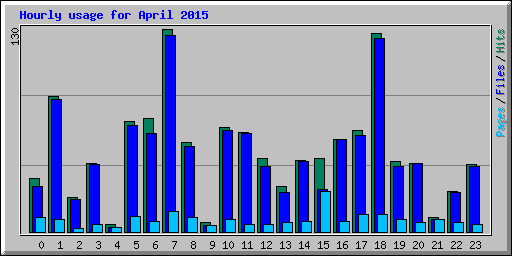 Hourly usage for April 2015
130
Pages / Files / Hits
0 1 2 3 4 5 6 7 8 9 10 11 12 13 14 15 16 17 18 19 20 21 22 23